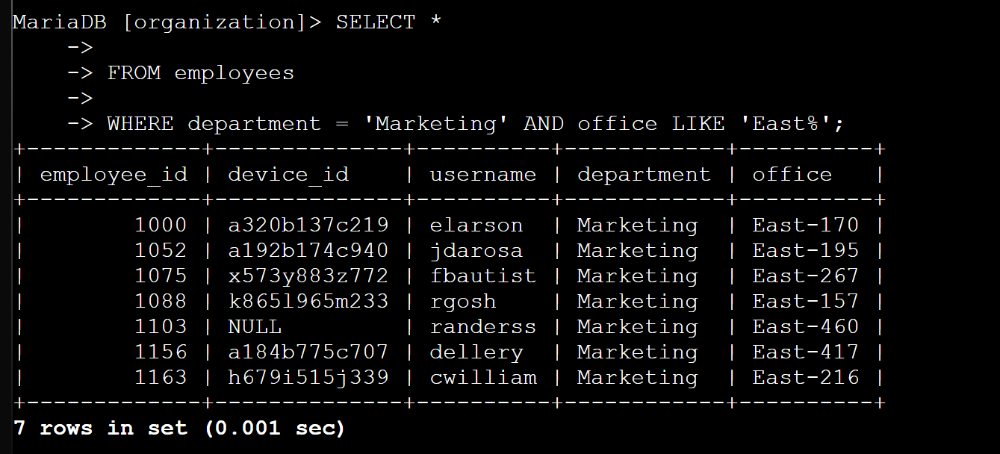 MariaDB [organization]> SELECT *
    ->
    -> FROM employees
    ->
    -> WHERE department = 'Marketing' AND office LIKE 'East%';
+-------------+--------------+----------+------------+----------+
| employee_id | device_id    | username | department | office   |
+-------------+--------------+----------+------------+----------+
|        1000 | a320b137c219 | elarson  | Marketing  | East-170 |
|        1052 | a192b174c940 | jdarosa  | Marketing  | East-195 |
|        1075 | x573y883z772 | fbautist | Marketing  | East-267 |
|        1088 | k865l965m233 | rgosh    | Marketing  | East-157 |
|        1103 | NULL         | randerss | Marketing  | East-460 |
|        1156 | a184b775c707 | dellery  | Marketing  | East-417 |
|        1163 | h679i515j339 | cwilliam | Marketing  | East-216 |
+-------------+--------------+----------+------------+----------+
7 rows in set (0.001 sec)